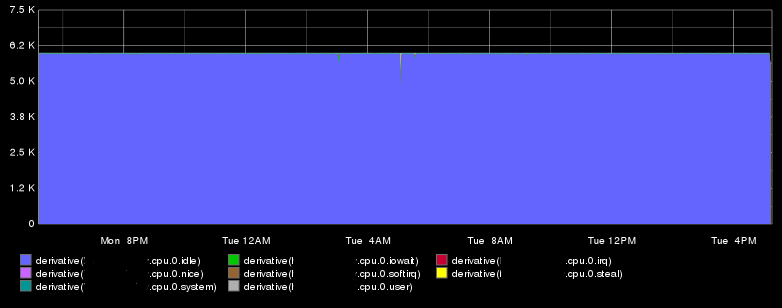 7.5 K
6.2 K
5.0 K
3.8 K
2.5 K
1.2 K
0
Mon 8PM Tue 12AM Tue 4AM Tue 8AM Tue 12PM Tue 4PM
derivative( .cpu.0.idle) derivative( .cpu.0.iowait) derivative( .cpu.0.irq)
derivative( .cpu.0.nice) derivative( .cpu.0.softirq) derivative( .cpu.0.steal)
derivative( .cpu.0.system) derivative( .cpu.0.user)